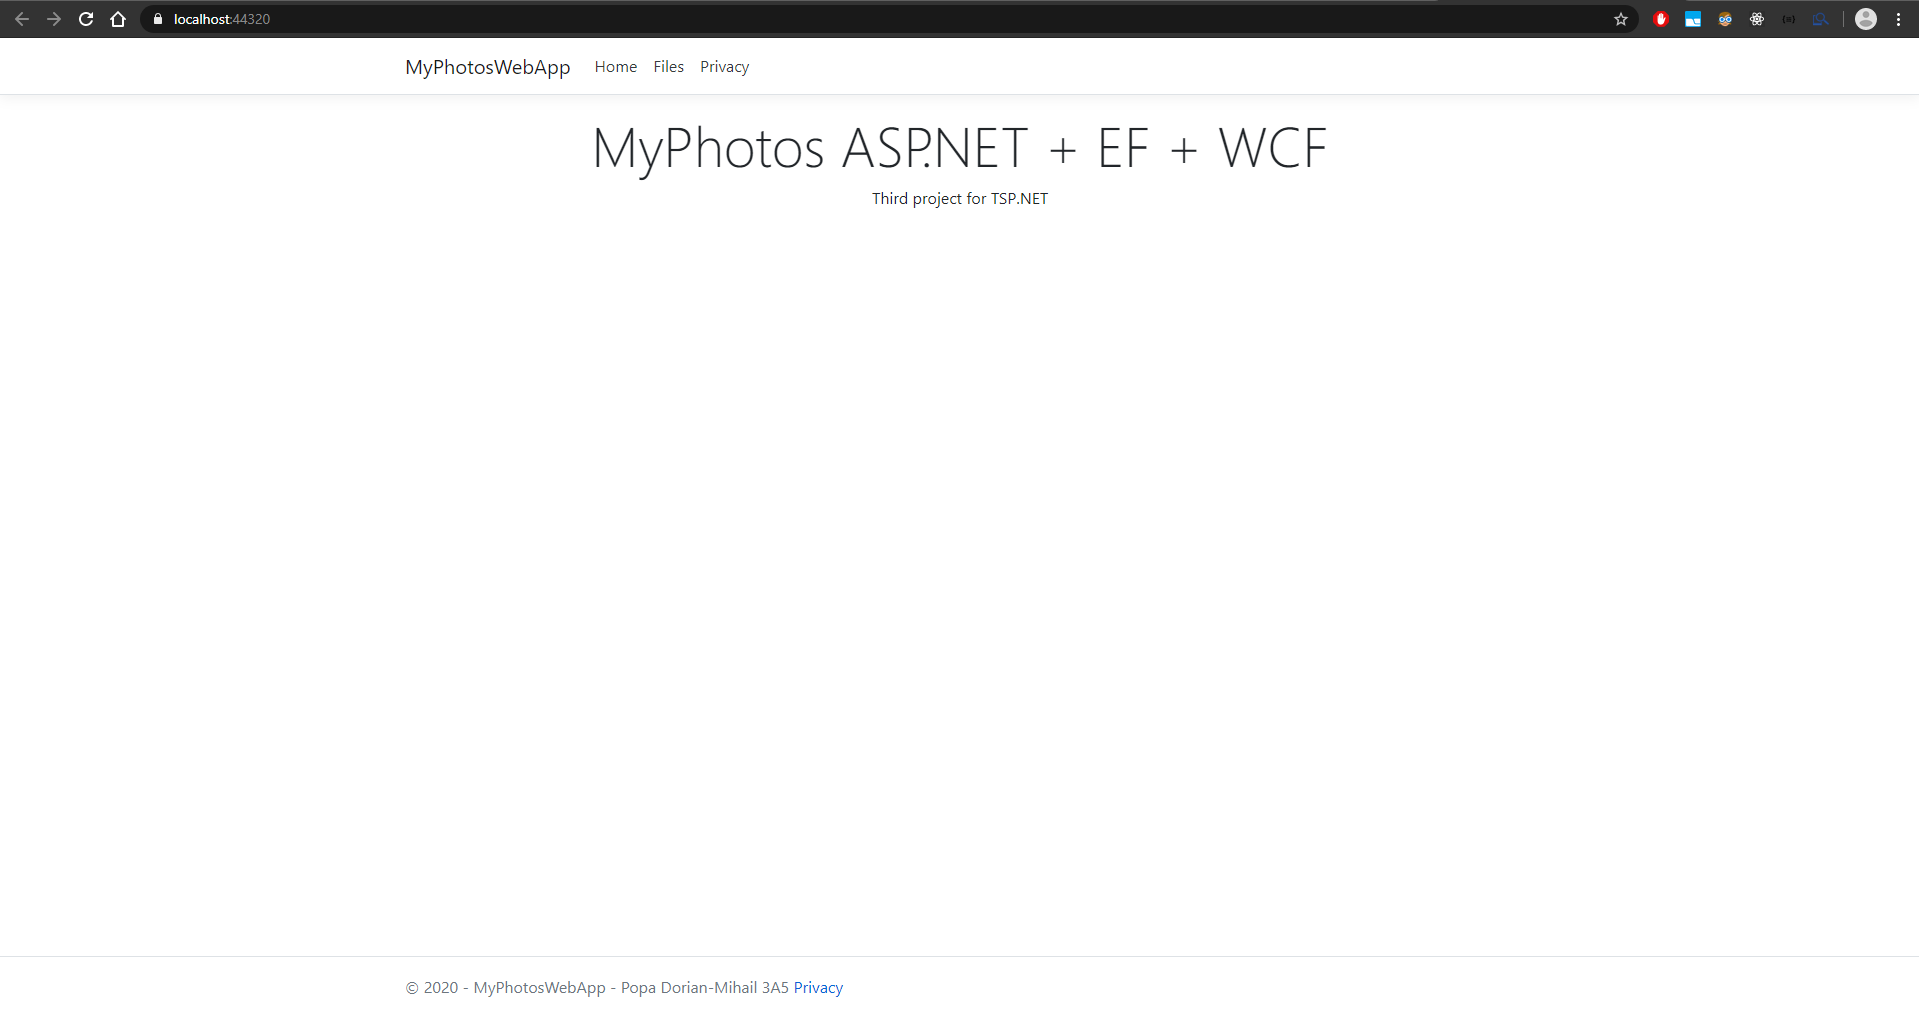 localhost:44320
MyPhotosWebApp Home Files Privacy
MyPhotos ASP.NET + EF + WCF
Third project for TSP.NET
© 2020 - MyPhotosWebApp - Popa Dorian-Mihail 3A5 Privacy